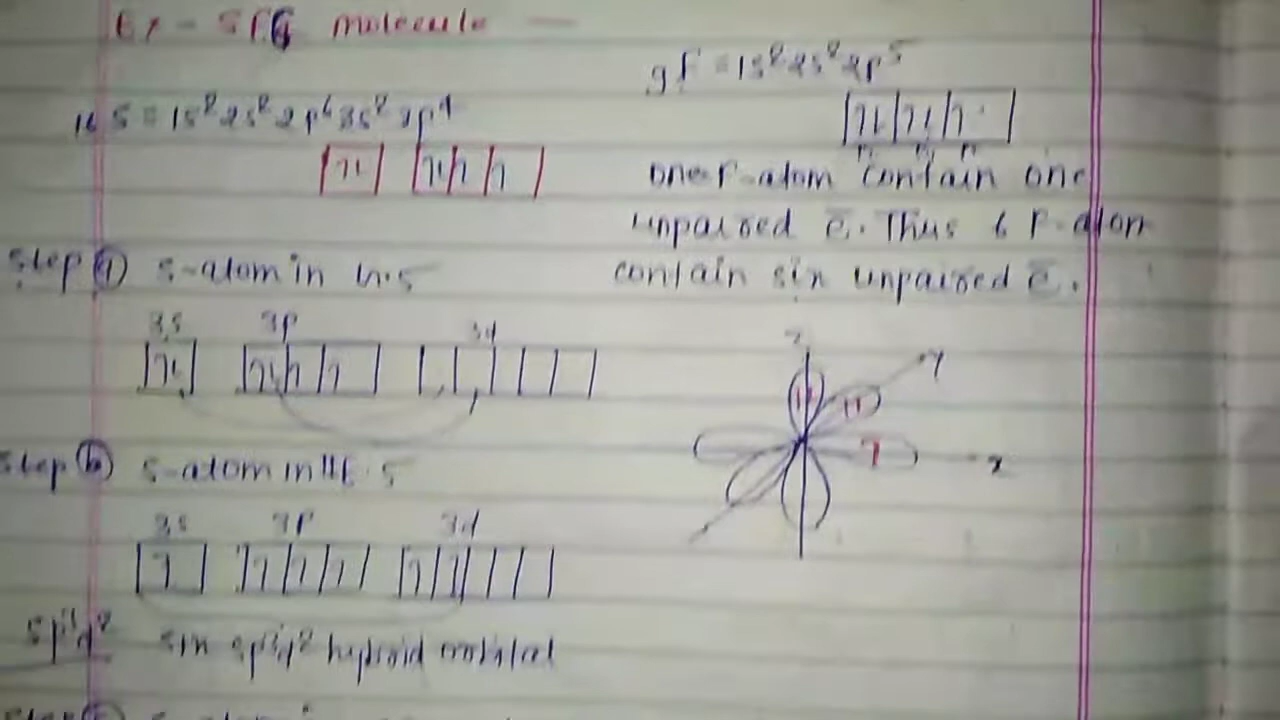 Ex - SF6 molecule
16 S = 1s² 2s² 2p⁶ 3s² 3p⁴
9F = 1s² 2s² 2p⁵
one F-atom contain one
unpaired e̅. Thus 6 F-atom
contain six unpaired e̅.
Step (a) S-atom in G.S
3s 3p 3d
z
y
x
Step (b) S-atom in H.E.S
3s 3p 3d
sp³d² six sp³d² hybrid orbital